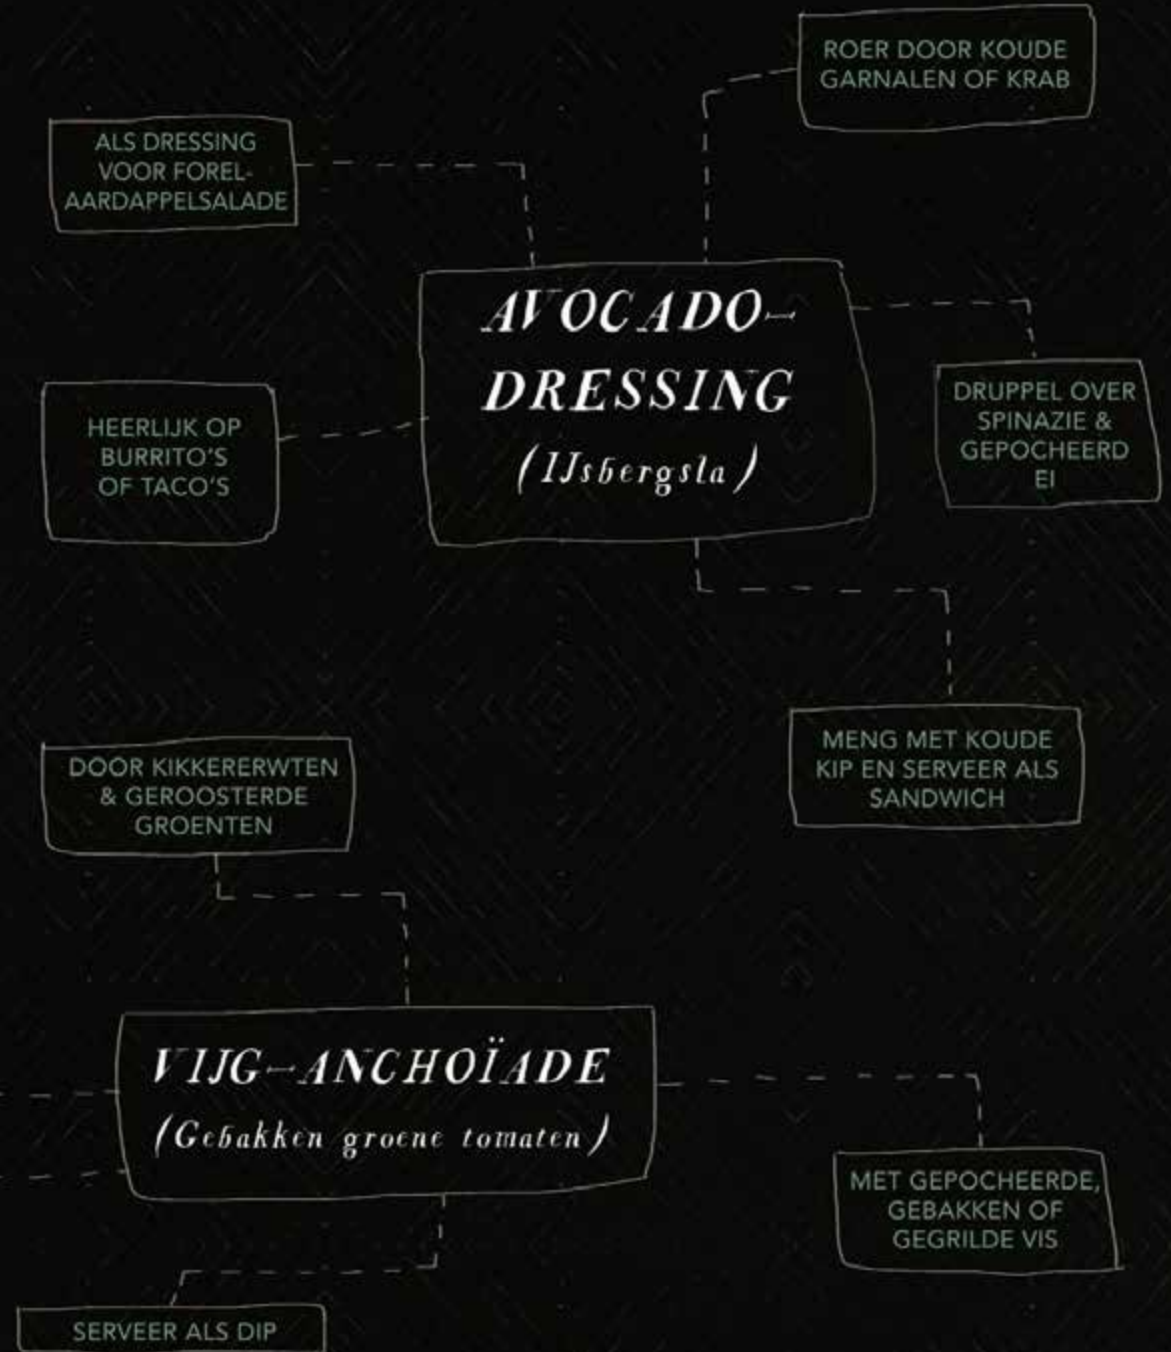 ROER DOOR KOUDE
GARNALEN OF KRAB
ALS DRESSING
VOOR FOREL-
AARDAPPELSALADE
AVOCADO-
DRESSING
(IJsbergsla)
HEERLIJK OP
BURRITO'S
OF TACO'S
DRUPPEL OVER
SPINAZIE &
GEPOCHEERD
EI
MENG MET KOUDE
KIP EN SERVEER ALS
SANDWICH
DOOR KIKKERERWTEN
& GEROOSTERDE
GROENTEN
VIJG-ANCHOÏADE
(Gebakken groene tomaten)
MET GEPOCHEERDE,
GEBAKKEN OF
GEGRILDE VIS
SERVEER ALS DIP